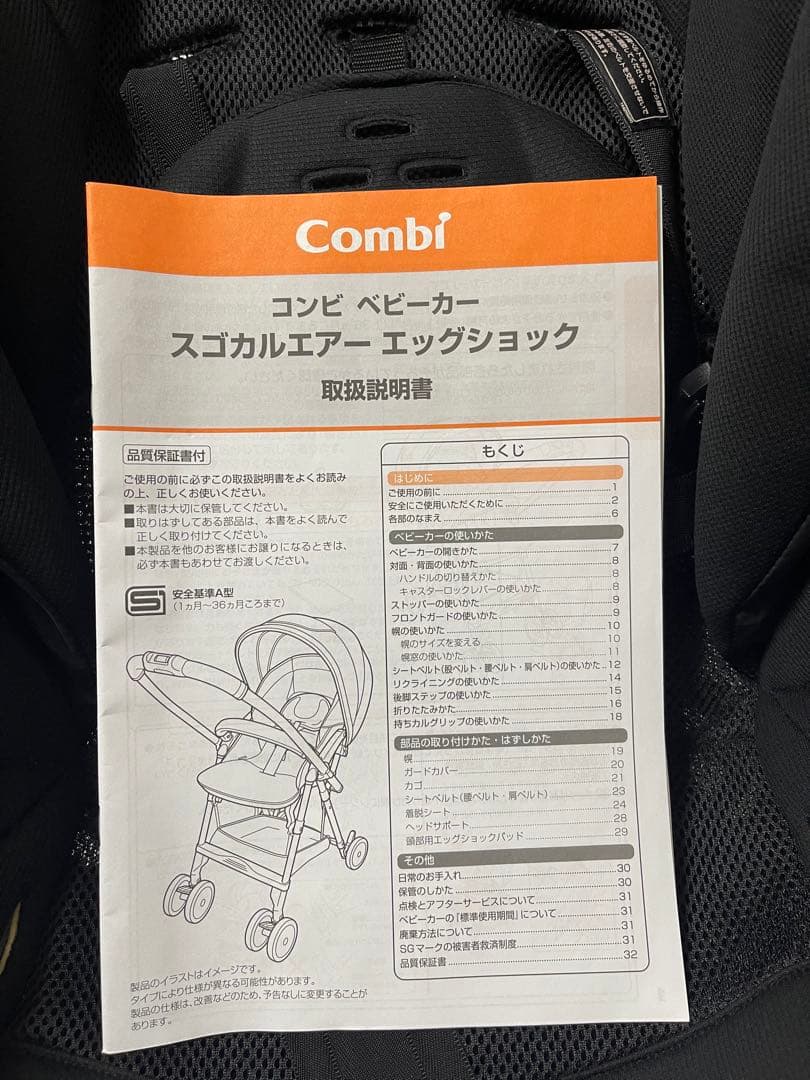 Combi
コンビ ベビーカー
スゴカルエアー エッグショック
取扱説明書
品質保証書付
ご使用の前に必ずこの取扱説明書をよくお読み
の上、正しくお使いください。
■本書は大切に保管してください。
■取りはずしてある部品は、本書をよく読んで
正しく取り付けてください。
■本製品を他のお客様にお譲りになるときは、
必ず本書もあわせてお渡しください。
安全基準A型
(1ヵ月~36ヵ月ころまで)
製品のイラストはイメージです。
タイプにより仕様が異なる可能性があります。
製品の仕様は、改善などのため、予告なしに変更することが
あります。
もくじ
はじめに
ご使用の前に 1
安全にご使用いただくために 2
各部のなまえ 6
ベビーカーの使いかた
ベビーカーの開きかた 7
対面・背面の使いかた 8
ハンドルの切り替えかた 8
キャスターロックレバーの使いかた 8
ストッパーの使いかた 9
フロントガードの使いかた 9
幌の使いかた 10
幌のサイズを変える 10
幌窓の使いかた 11
シートベルト(股ベルト・腰ベルト・肩ベルト)の使いかた 12
リクライニングの使いかた 14
後脚ステップの使いかた 15
折りたたみかた 16
持ちカルグリップの使いかた 18
部品の取り付けかた・はずしかた
幌 19
ガードカバー 20
カゴ 21
シートベルト(腰ベルト・肩ベルト) 23
着脱シート 24
ヘッドサポート 28
頭部用エッグショックパッド 29
その他
日常のお手入れ 30
保管のしかた 30
点検とアフターサービスについて 31
ベビーカーの「標準使用期間」について 31
廃棄方法について 31
SGマークの被害者救済制度 31
品質保証書 32